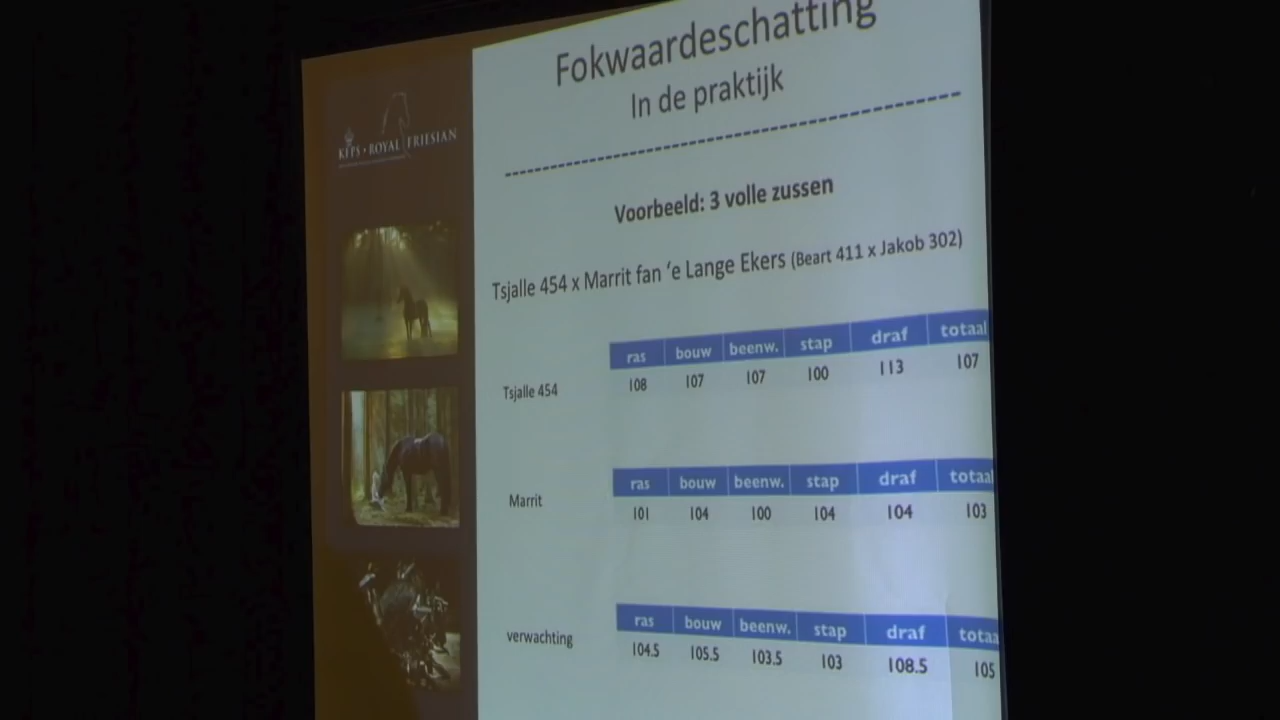 Fokwaardeschatting
In de praktijk
KFPS • ROYAL FRIESIAN
Voorbeeld: 3 volle zussen
Tsjalle 454 x Marrit fan ‘e Lange Ekers (Beart 411 x Jakob 302)
ras bouw beenw. stap draf totaal
Tsjalle 454 108 107 107 100 113 107
ras bouw beenw. stap draf totaal
Marrit 101 104 100 104 104 103
ras bouw beenw. stap draf totaa
verwachting 104.5 105.5 103.5 103 108.5 105